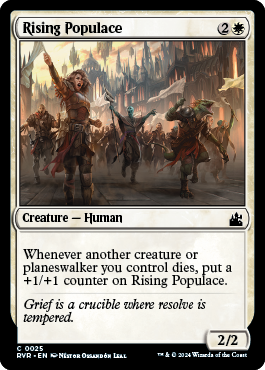 Rising Populace 2
Creature — Human
Whenever another creature or
planeswalker you control dies, put a
+1/+1 counter on Rising Populace.
Grief is a crucible where resolve is
tempered.
2/2
C 0025
RVR • EN Néstor Ossandón Leal
™ & © 2024 Wizards of the Coast